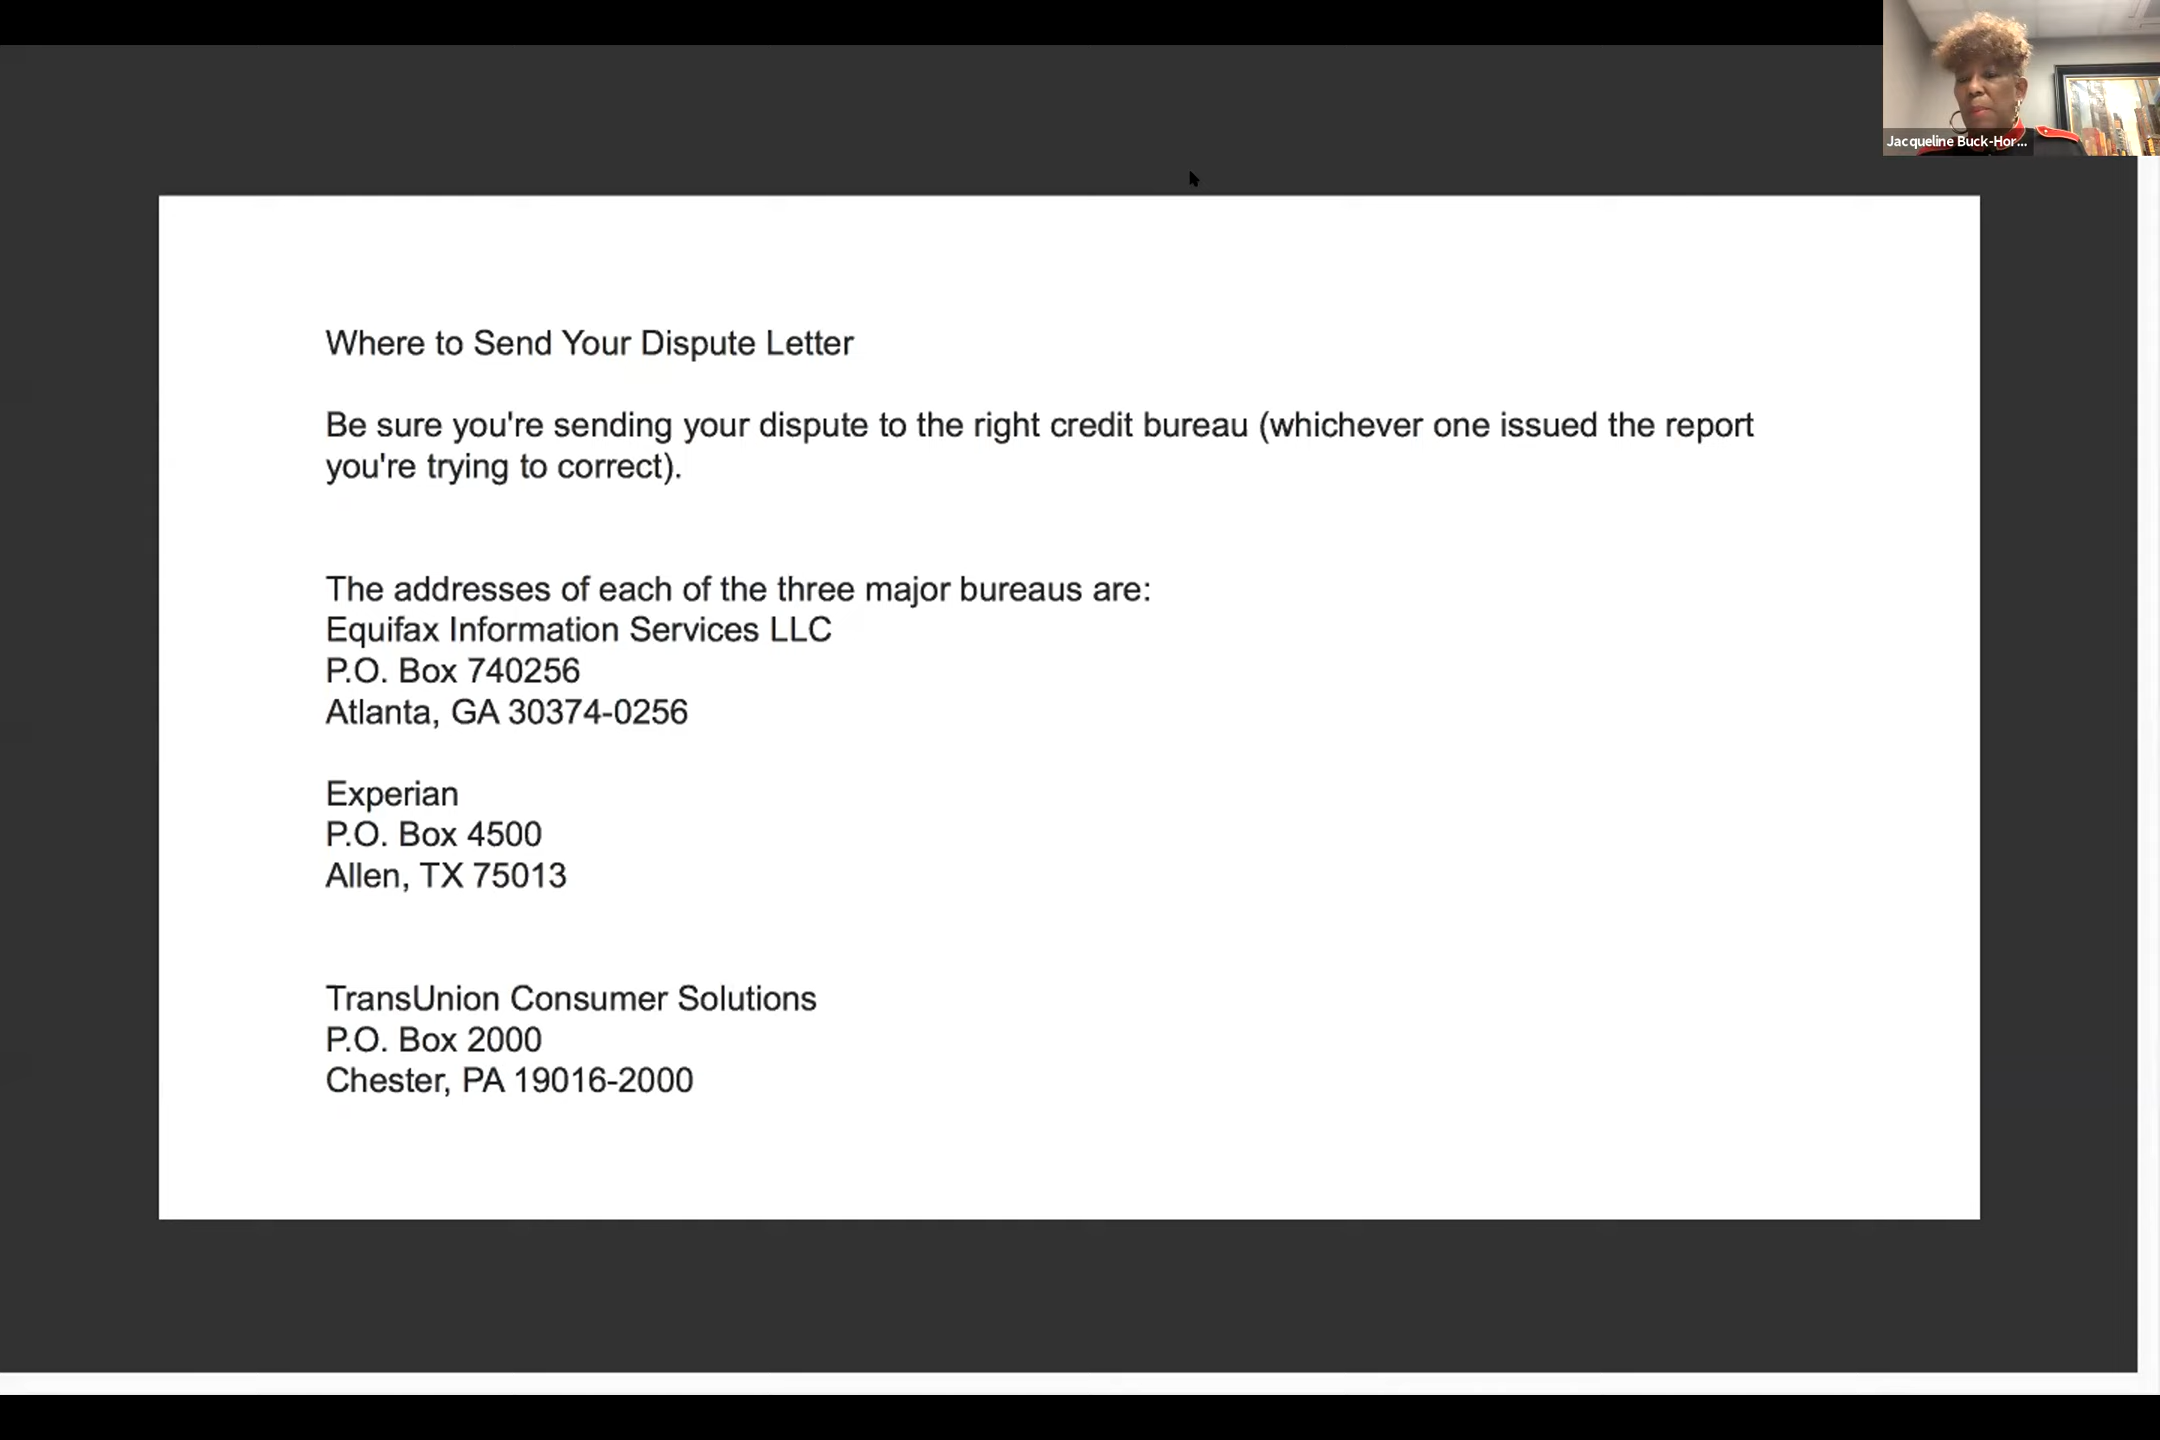 Jacqueline Buck-Hor...
Where to Send Your Dispute Letter
Be sure you're sending your dispute to the right credit bureau (whichever one issued the report
you're trying to correct).
The addresses of each of the three major bureaus are:
Equifax Information Services LLC
P.O. Box 740256
Atlanta, GA 30374-0256
Experian
P.O. Box 4500
Allen, TX 75013
TransUnion Consumer Solutions
P.O. Box 2000
Chester, PA 19016-2000